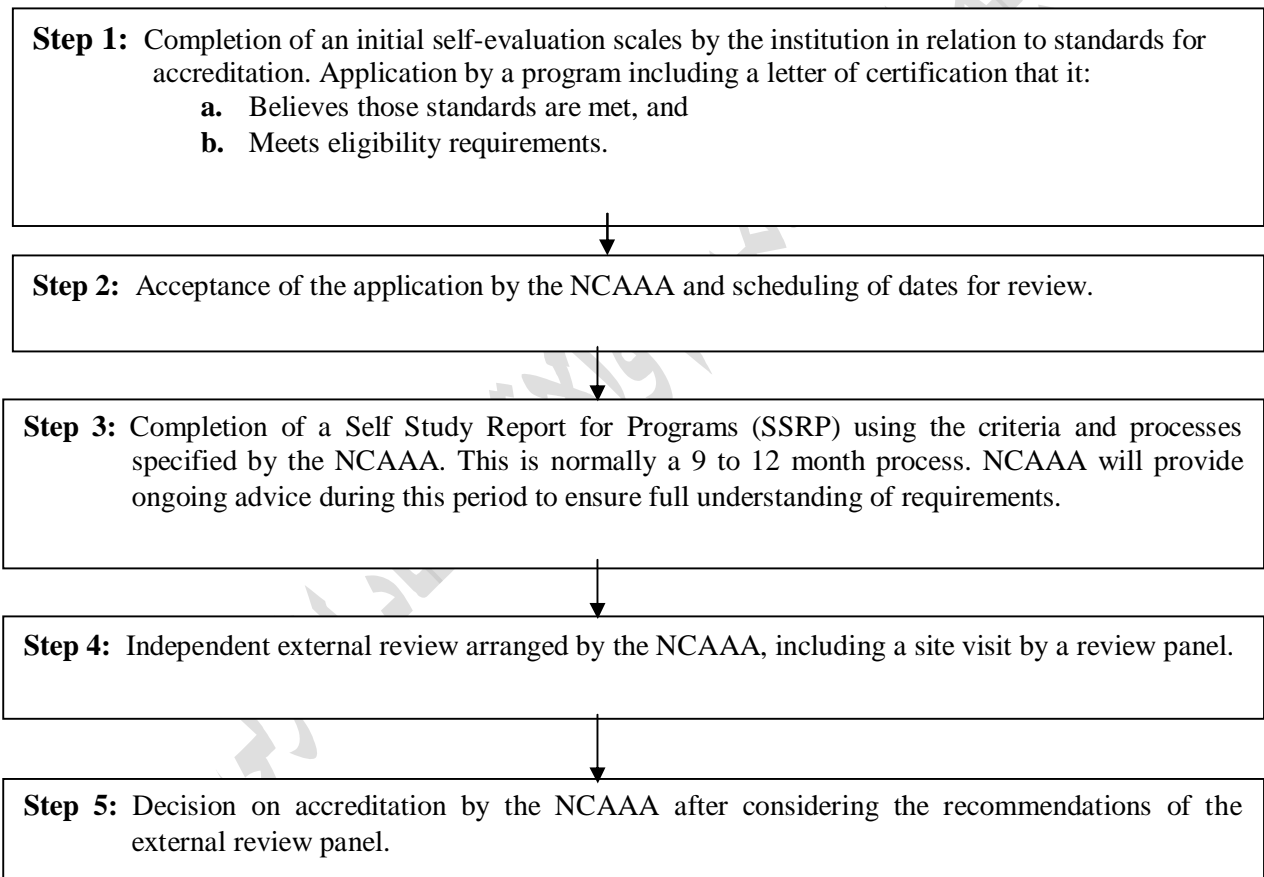 Step 1: Completion of an initial self-evaluation scales by the institution in relation to standards for
accreditation. Application by a program including a letter of certification that it:
a. Believes those standards are met, and
b. Meets eligibility requirements.
Step 2: Acceptance of the application by the NCAAA and scheduling of dates for review.
Step 3: Completion of a Self Study Report for Programs (SSRP) using the criteria and processes
specified by the NCAAA. This is normally a 9 to 12 month process. NCAAA will provide
ongoing advice during this period to ensure full understanding of requirements.
Step 4: Independent external review arranged by the NCAAA, including a site visit by a review panel.
Step 5: Decision on accreditation by the NCAAA after considering the recommendations of the
external review panel.